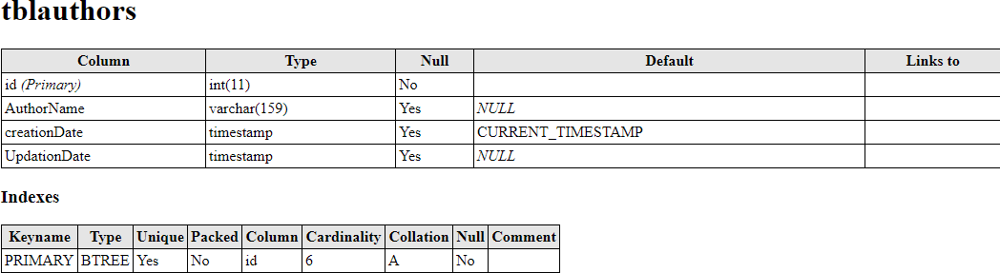 tblauthors
Column Type Null Default Links to
id (Primary) int(11) No
AuthorName varchar(159) Yes NULL
creationDate timestamp Yes CURRENT_TIMESTAMP
UpdationDate timestamp Yes NULL
Indexes
Keyname Type Unique Packed Column Cardinality Collation Null Comment
PRIMARY BTREE Yes No id 6 A No